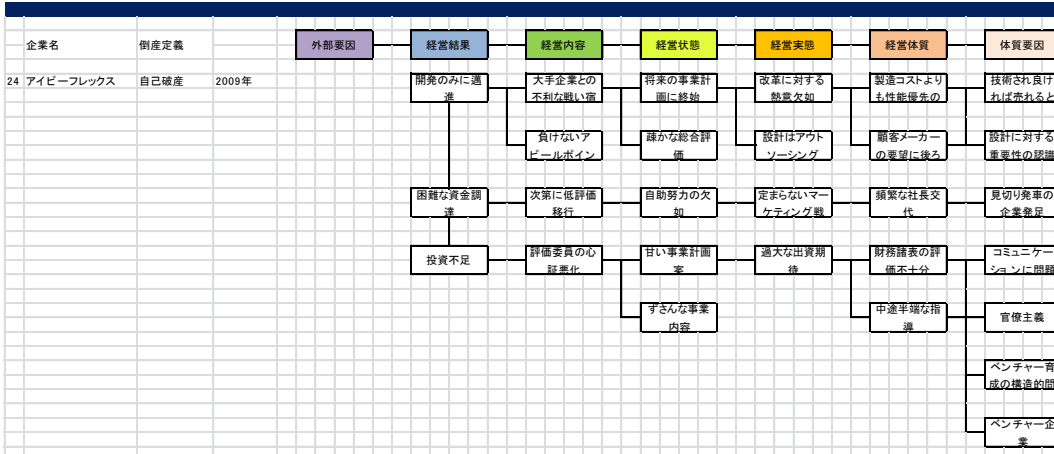 企業名 倒産定義 外部要因 経営結果 経営内容 経営状態 経営実態 経営体質 体質要因
24 アイビーフレックス 自己破産 2009年
開発のみに邁
進
大手企業との
不利な戦い宿
将来の事業計
画に終始
改革に対する
熱意欠如
製造コストより
も性能優先の
技術され良け
れば売れると
負けないア
ピールポイン
疎かな総合評
価
設計はアウト
ソーシング
顧客メーカー
の要望に後ろ
設計に対する
重要性の認識
困難な資金調
達
次第に低評価
移行
自助努力の欠
如
定まらないマー
ケティング戦
頻繁な社長交
代
見切り発車の
企業発足
投資不足
評価委員の心
証悪化
甘い事業計画
案
過大な出資期
待
財務諸表の評
価不十分
コミュニケー
ションに問題
ずさんな事業
内容
中途半端な指
導
官僚主義
ベンチャー育
成の構造的問
ベンチャー企
業